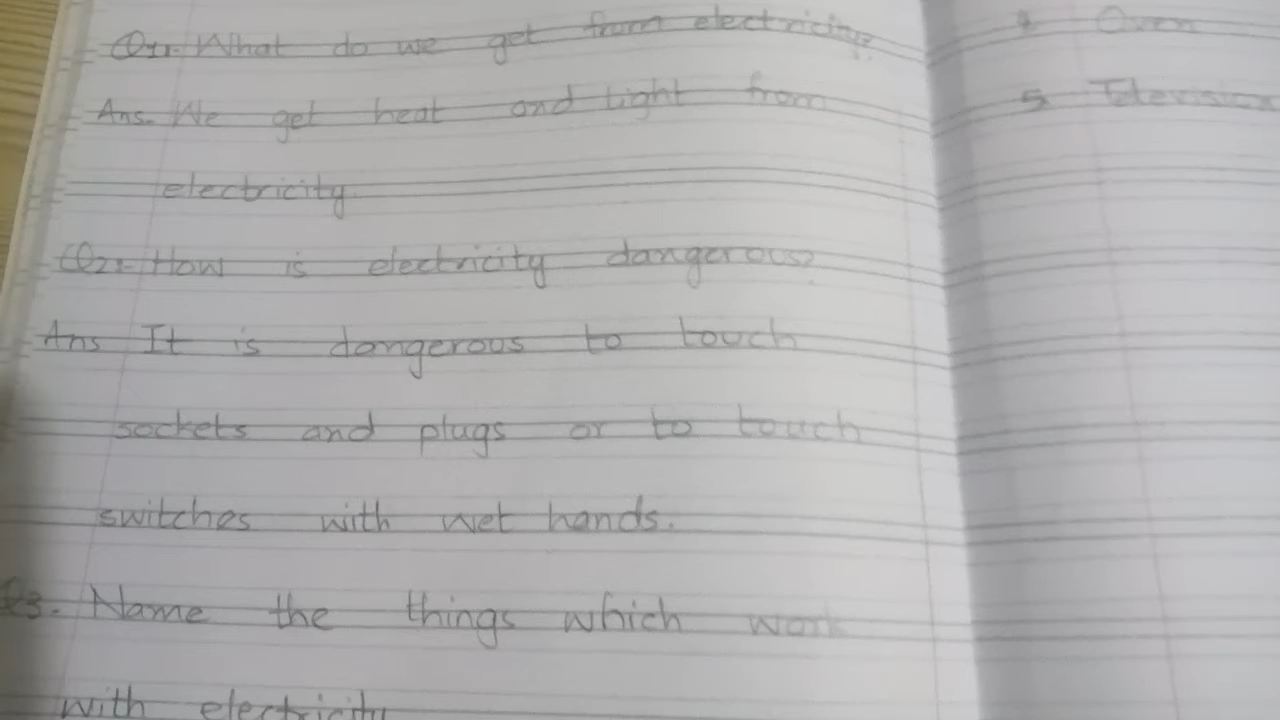 Q1. What do we get from electricity?
Ans. We get heat and light from
electricity.
Q2. How is electricity dangerous?
Ans It is dangerous to touch
sockets and plugs or to touch
switches with wet hands.
Q3. Name the things which work
with electricity
Oven
5. Television